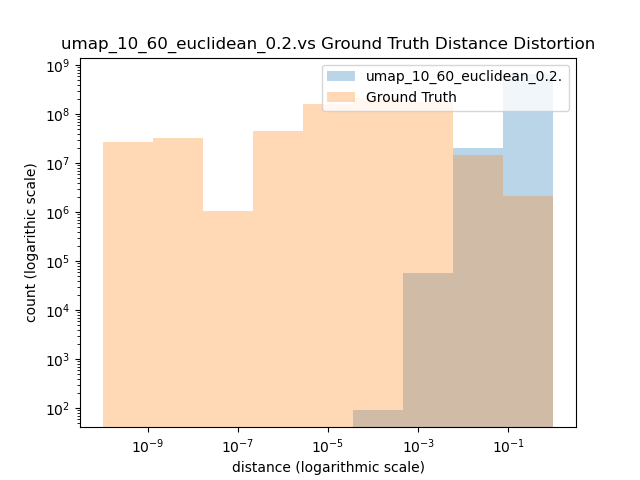 umap_10_60_euclidean_0.2.vs Ground Truth Distance Distortion
umap_10_60_euclidean_0.2.
Ground Truth
count (logarithic scale)
10⁹
10⁸
10⁷
10⁶
10⁵
10⁴
10³
10²
10⁻⁹
10⁻⁷
10⁻⁵
10⁻³
10⁻¹
distance (logarithmic scale)